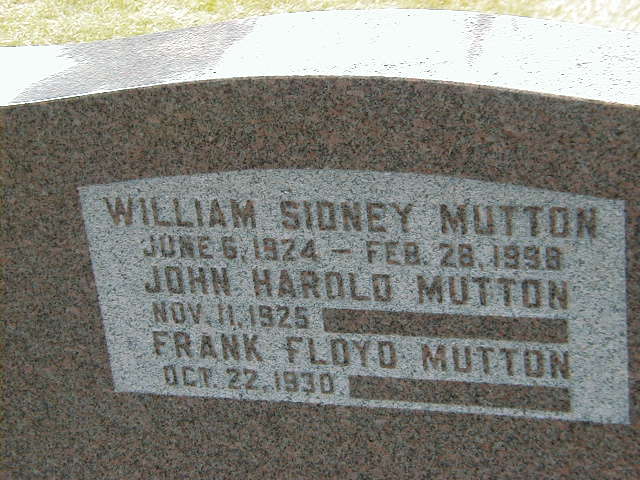 WILLIAM SIDNEY MUTTON
JUNE 6, 1924 — FEB. 28, 1998
JOHN HAROLD MUTTON
NOV. 11, 1925
FRANK FLOYD MUTTON
OCT. 22, 1930